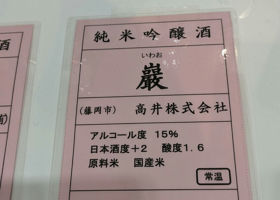 純米吟醸酒
いわお
巖
(藤岡市) 高井株式会社
アルコール度 15%
日本酒度+2 酸度1.6
原料米 国産米
常温
酒